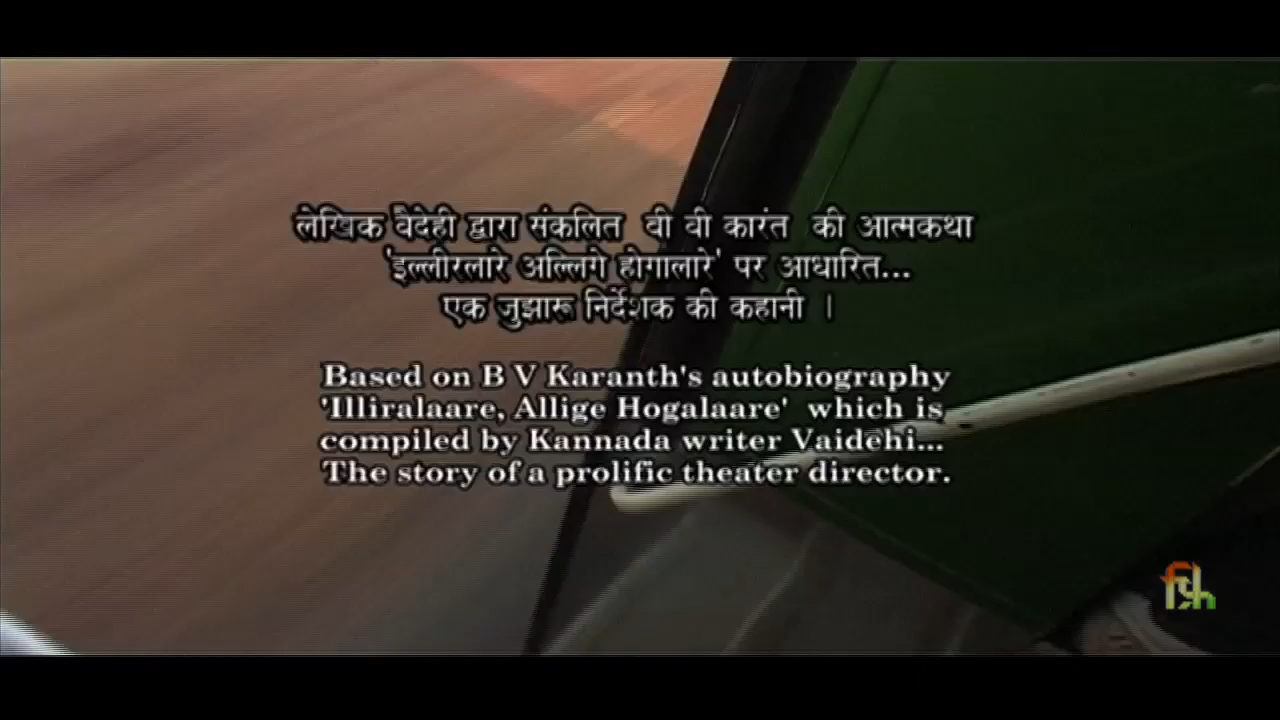 लेखिक वैदेही द्वारा संकलित वी वी कारंत की आत्मकथा
'इल्लीरलारे अल्लिगे होगालारे' पर आधारित...
एक जुझारू निर्देशक की कहानी ।
Based on B V Karanth's autobiography
'Illiralaare, Allige Hogalaare' which is
compiled by Kannada writer Vaidehi...
The story of a prolific theater director.